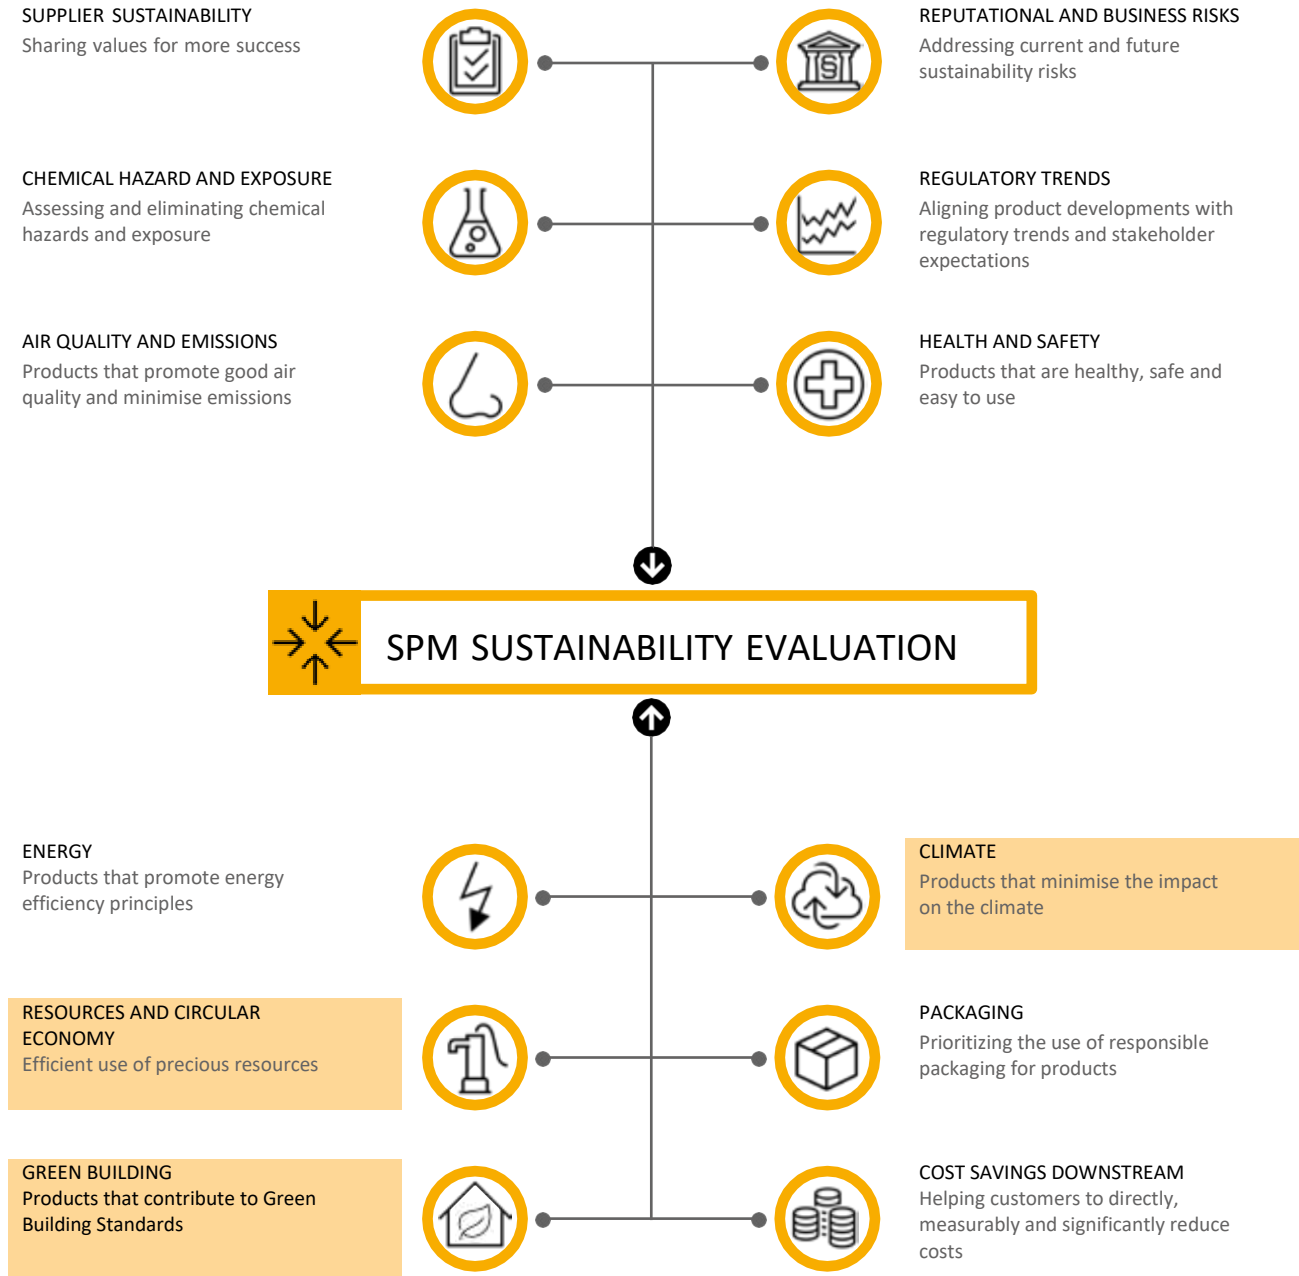 SUPPLIER SUSTAINABILITY
Sharing values for more success
REPUTATIONAL AND BUSINESS RISKS
Addressing current and future
sustainability risks
§
CHEMICAL HAZARD AND EXPOSURE
Assessing and eliminating chemical
hazards and exposure
REGULATORY TRENDS
Aligning product developments with
regulatory trends and stakeholder
expectations
AIR QUALITY AND EMISSIONS
Products that promote good air
quality and minimise emissions
HEALTH AND SAFETY
Products that are healthy, safe and
easy to use
SPM SUSTAINABILITY EVALUATION
ENERGY
Products that promote energy
efficiency principles
CLIMATE
Products that minimise the impact
on the climate
RESOURCES AND CIRCULAR
ECONOMY
Efficient use of precious resources
PACKAGING
Prioritizing the use of responsible
packaging for products
GREEN BUILDING
Products that contribute to Green
Building Standards
COST SAVINGS DOWNSTREAM
Helping customers to directly,
measurably and significantly reduce
costs